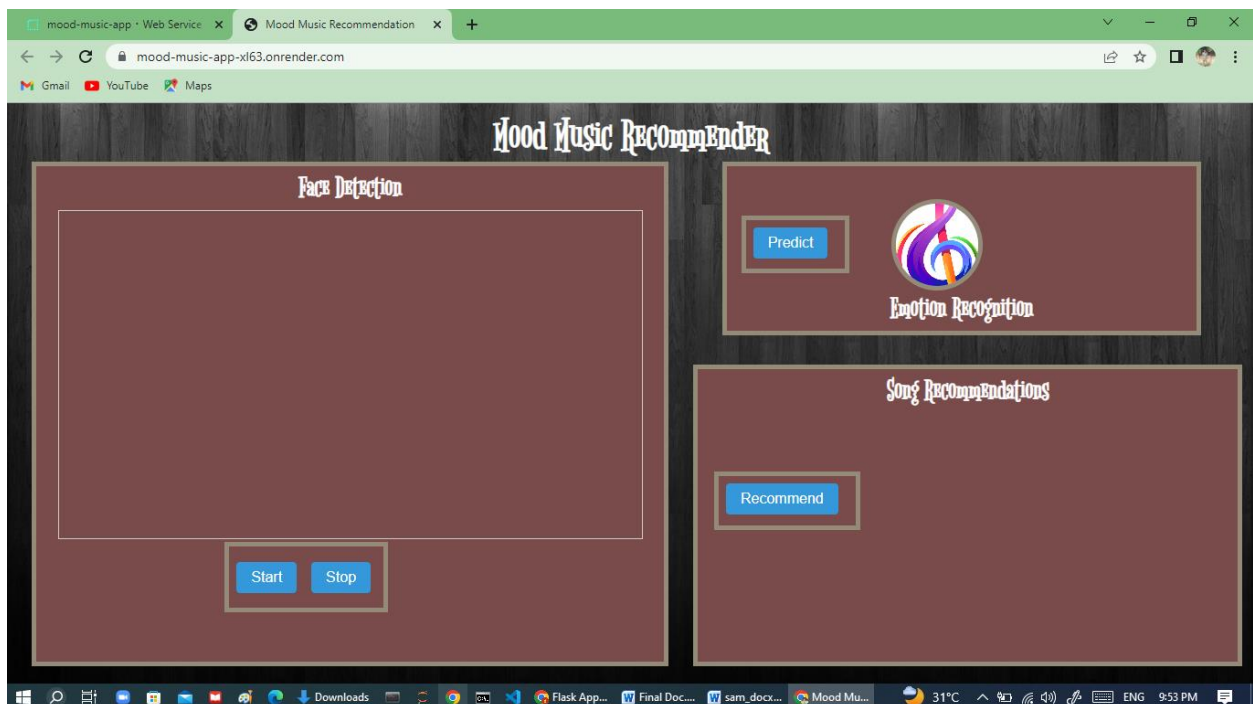 mood-music-app · Web Service
Mood Music Recommendation
mood-music-app-xl63.onrender.com
Gmail YouTube Maps
Mood Music Recommender
Face Detection
Start Stop
Predict
Emotion Recognition
Song Recommendations
Recommend
Downloads Flask App... Final Doc.... sam_docx... Mood Mu... 31°C ENG 9:53 PM